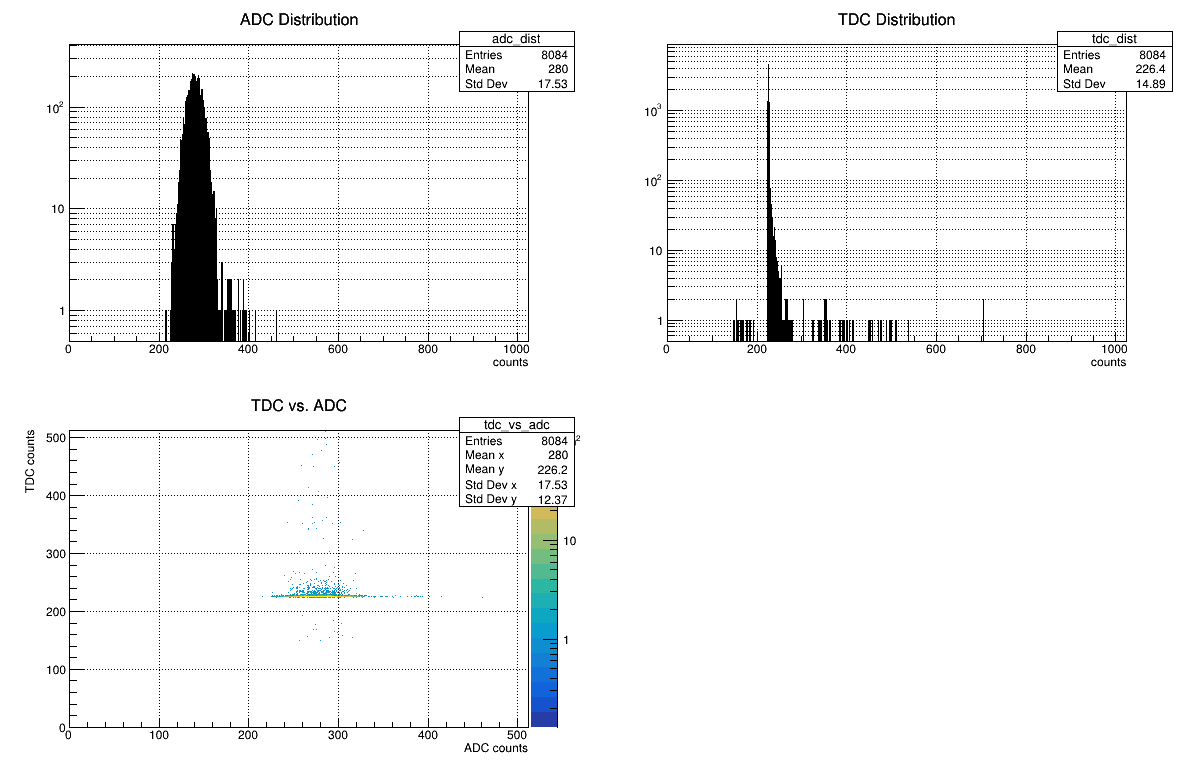 ADC Distribution
adc_dist
Entries 8084
Mean 280
Std Dev 17.53
10²
10
1
0 200 400 600 800 1000
counts
TDC Distribution
tdc_dist
Entries 8084
Mean 226.4
Std Dev 14.89
10³
10²
10
1
0 200 400 600 800 1000
counts
TDC vs. ADC
tdc_vs_adc
Entries 8084
Mean x 280
Mean y 226.2
Std Dev x 17.53
Std Dev y 12.37
TDC counts
500
400
300
200
100
0
0 100 200 300 400 500
ADC counts
2
10
1